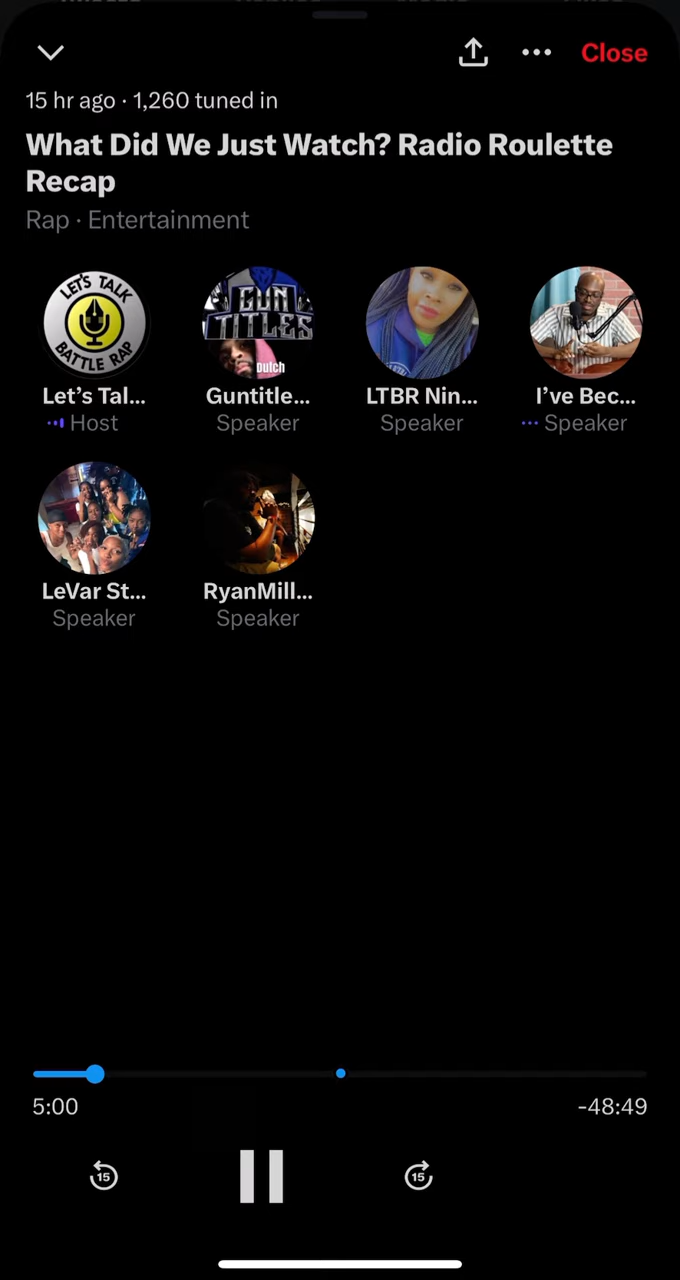 Close
15 hr ago · 1,260 tuned in
What Did We Just Watch? Radio Roulette
Recap
Rap · Entertainment
LET'S TALK
BATTLE RAP
GUN
TITLES
Dutch
Let's Tal... Guntitle... LTBR Nin... I've Bec...
Host Speaker Speaker Speaker
LeVar St... RyanMill...
Speaker Speaker
5:00 -48:49
15 15